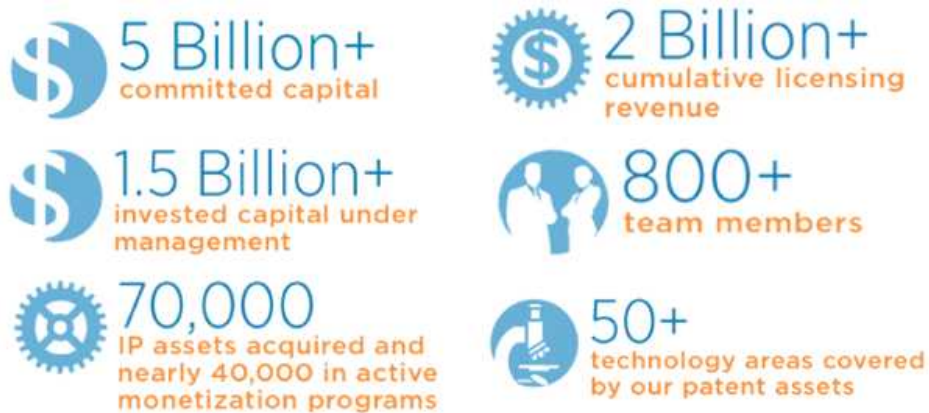 $ 5 Billion+
committed capital
$ 1.5 Billion+
invested capital under
management
70,000
IP assets acquired and
nearly 40,000 in active
monetization programs
$ 2 Billion+
cumulative licensing
revenue
800+
team members
50+
technology areas covered
by our patent assets